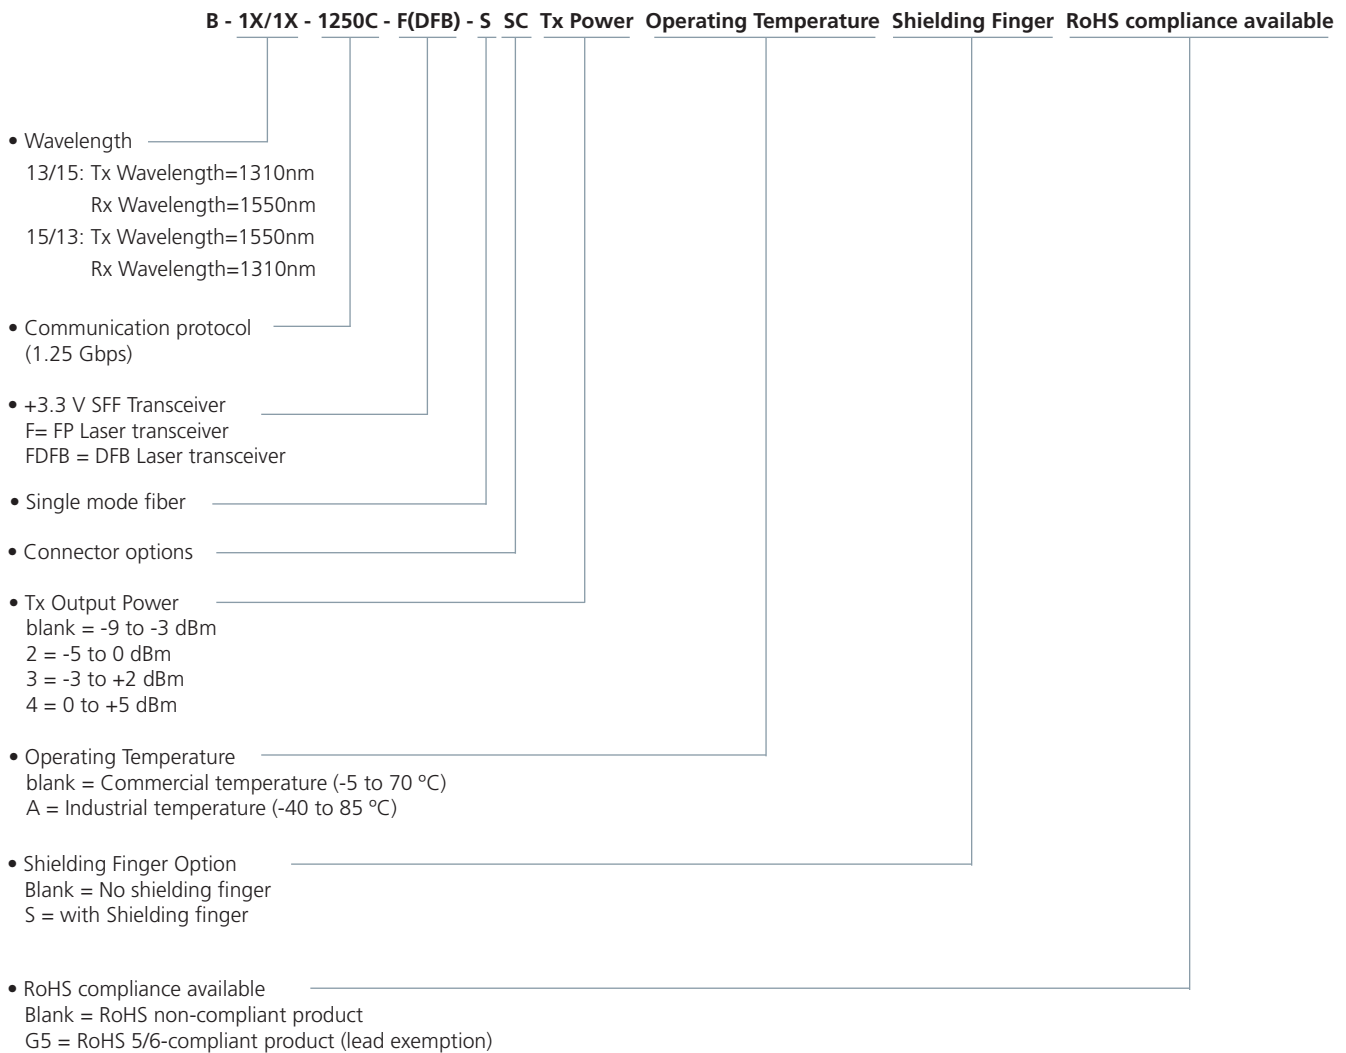 B - 1X/1X - 1250C - F(DFB) - S SC Tx Power Operating Temperature Shielding Finger RoHS compliance available
• Wavelength
13/15: Tx Wavelength=1310nm
Rx Wavelength=1550nm
15/13: Tx Wavelength=1550nm
Rx Wavelength=1310nm
• Communication protocol
(1.25 Gbps)
• +3.3 V SFF Transceiver
F= FP Laser transceiver
FDFB = DFB Laser transceiver
• Single mode fiber
• Connector options
• Tx Output Power
blank = -9 to -3 dBm
2 = -5 to 0 dBm
3 = -3 to +2 dBm
4 = 0 to +5 dBm
• Operating Temperature
blank = Commercial temperature (-5 to 70 ºC)
A = Industrial temperature (-40 to 85 ºC)
• Shielding Finger Option
Blank = No shielding finger
S = with Shielding finger
• RoHS compliance available
Blank = RoHS non-compliant product
G5 = RoHS 5/6-compliant product (lead exemption)